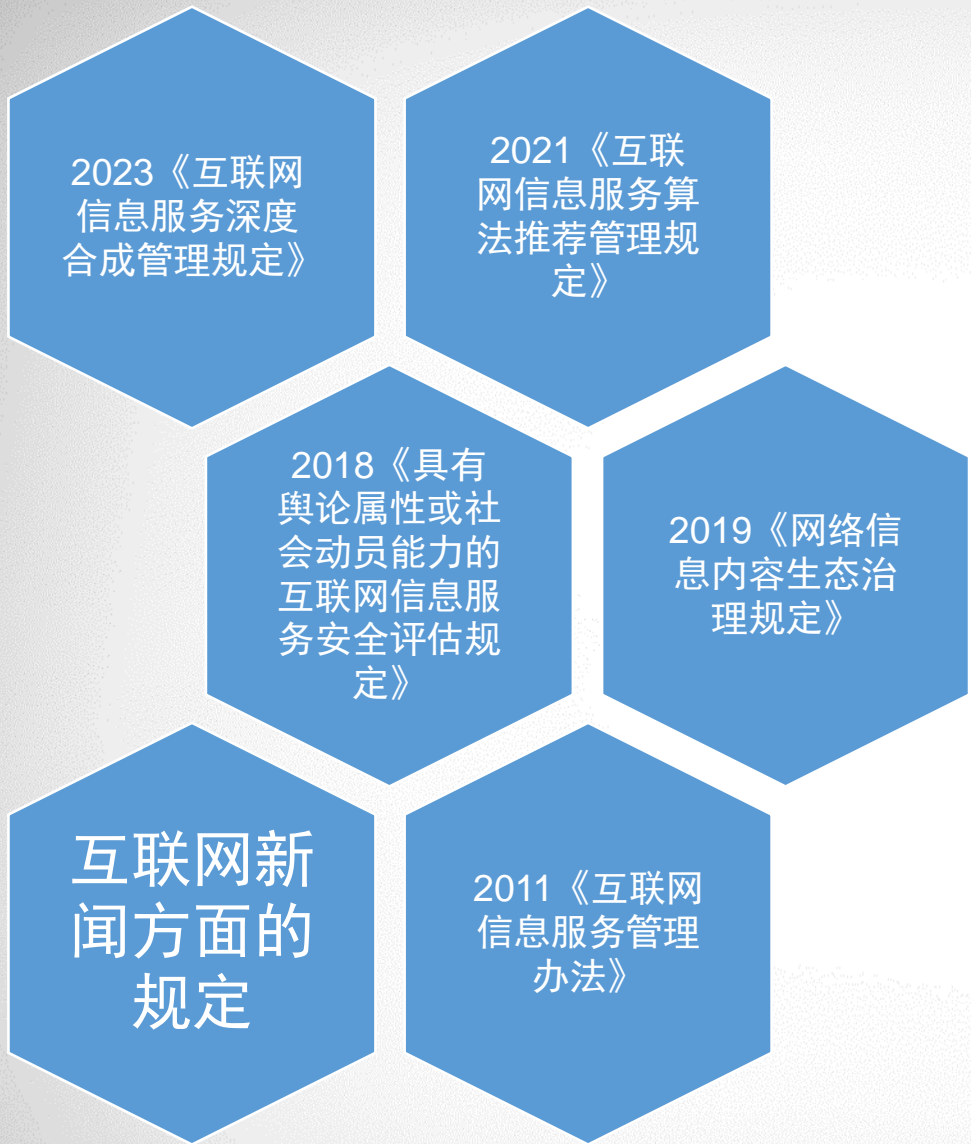 2023《互联网
信息服务深度
合成管理规定》
2021《互联
网信息服务算
法推荐管理规
定》
2018《具有
舆论属性或社
会动员能力的
互联网信息服
务安全评估规
定》
2019《网络信
息内容生态治
理规定》
互联网新
闻方面的
规定
2011《互联网
信息服务管理
办法》